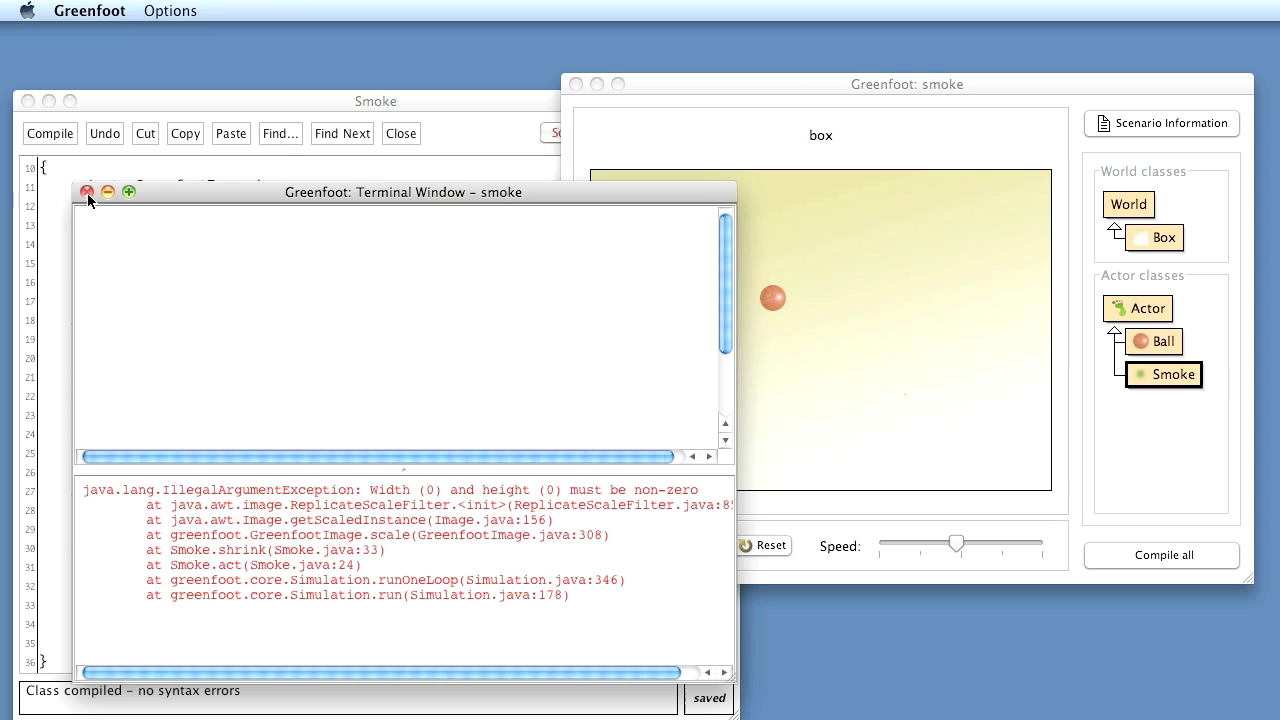 Greenfoot Options
Smoke
Compile Undo Cut Copy Paste Find... Find Next Close
10 {
11
12
13
14
15
16
17
18
19
20
21
22
23
24
25
26
27
28
29
30
31
32
33
34
35
36 }
Class compiled – no syntax errors
saved
Greenfoot: Terminal Window – smoke
java.lang.IllegalArgumentException: Width (0) and height (0) must be non-zero
at java.awt.image.ReplicateScaleFilter.<init>(ReplicateScaleFilter.java:8
at java.awt.Image.getScaledInstance(Image.java:156)
at greenfoot.GreenfootImage.scale(GreenfootImage.java:308)
at Smoke.shrink(Smoke.java:33)
at Smoke.act(Smoke.java:24)
at greenfoot.core.Simulation.runOneLoop(Simulation.java:346)
at greenfoot.core.Simulation.run(Simulation.java:178)
Greenfoot: smoke
box
Reset Speed:
Scenario Information
World classes
World
Box
Actor classes
Actor
Ball
Smoke
Compile all